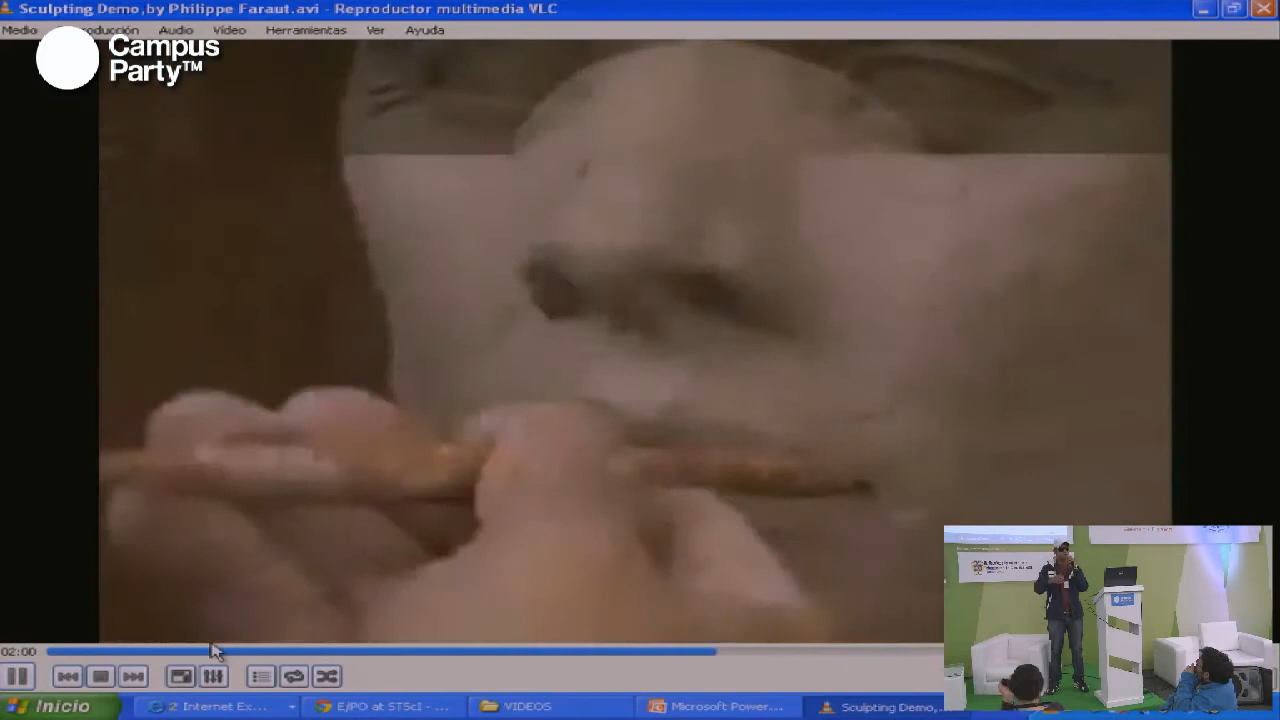 Sculpting Demo,by Philippe Faraut.avi - Reproductor multimedia VLC
Medio
Audio Vídeo Herramientas Ver Ayuda
Campus
Party™
02:00
Inicio
2 Internet Ex...
E/PO at STScI - ...
VIDEOS
Microsoft Power...
Sculpting Demo,...